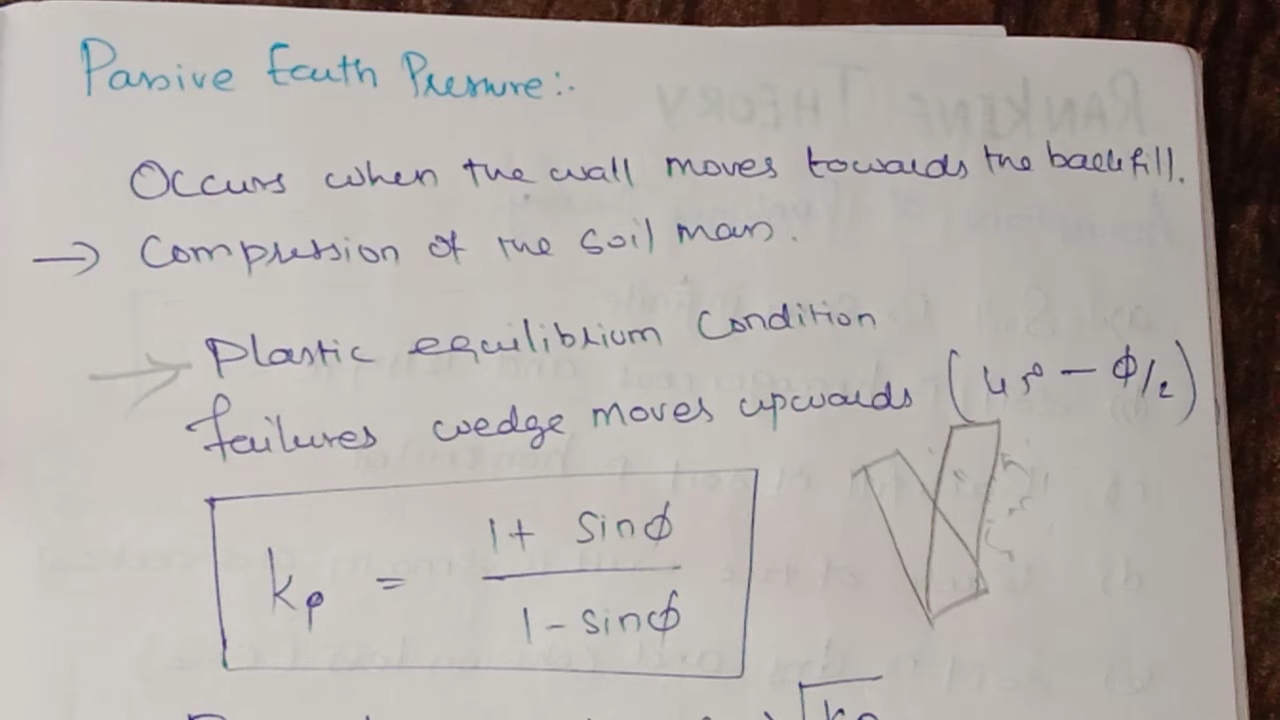 Passive Earth Pressure:-
Occurs when the wall moves towards the backfill.
→ Compression of the soil mass.
→ Plastic equilibrium condition
failures wedge moves upwards (45° - φ/2)
kp = 1 + sinφ / 1 - sinφ
√kp